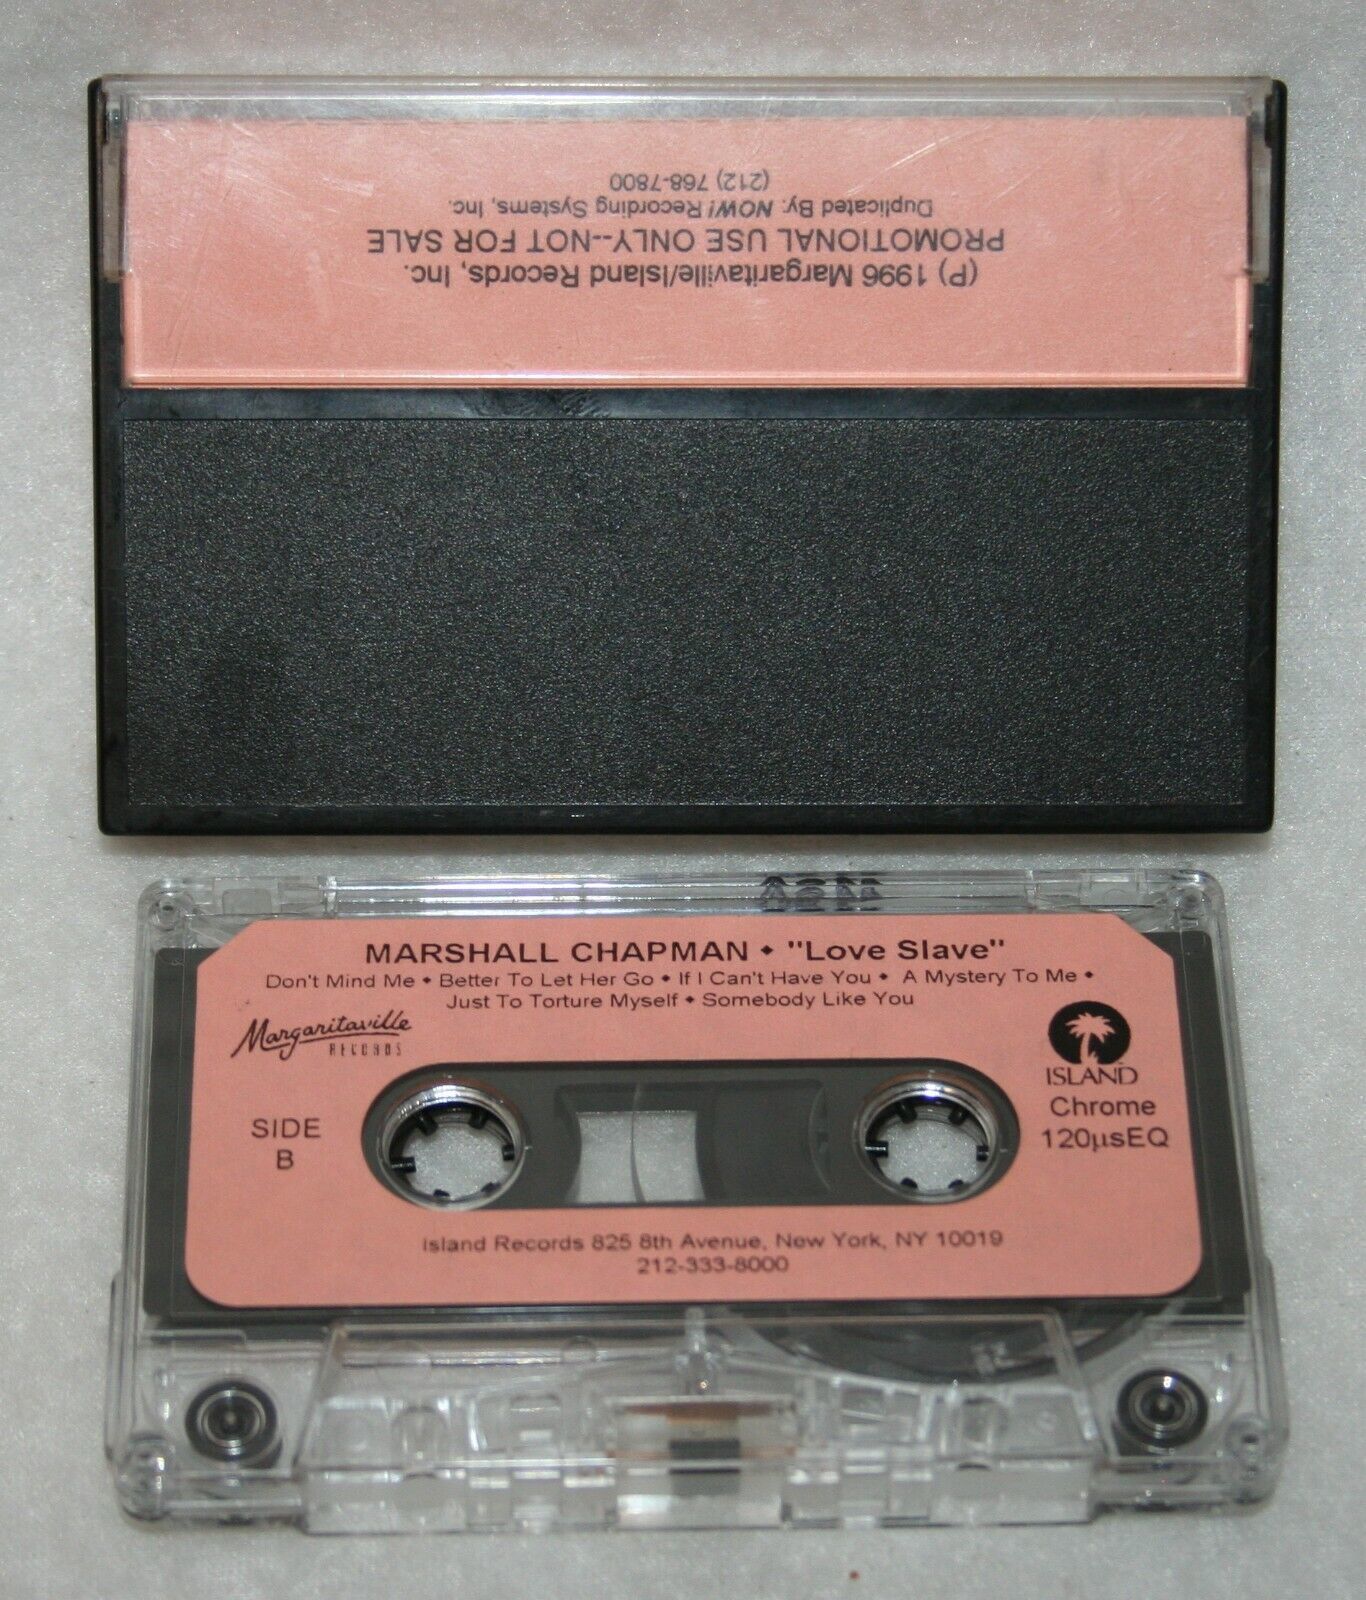 (P) 1996 Margaritaville/Island Records, Inc.
PROMOTIONAL USE ONLY--NOT FOR SALE
Duplicated By: NOW! Recording Systems, Inc.
(212) 768-7800
MARSHALL CHAPMAN • "Love Slave"
Don't Mind Me • Better To Let Her Go • If I Can't Have You • A Mystery To Me •
Just To Torture Myself • Somebody Like You
Margaritaville
RECORDS
ISLAND
Chrome
120µsEQ
SIDE
B
Island Records 825 8th Avenue, New York, NY 10019
212-333-8000